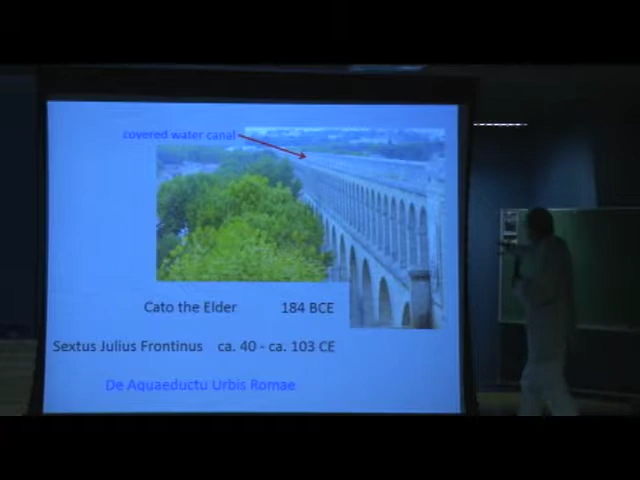 covered water canal
Cato the Elder 184 BCE
Sextus Julius Frontinus ca. 40 - ca. 103 CE
De Aquaeductu Urbis Romae